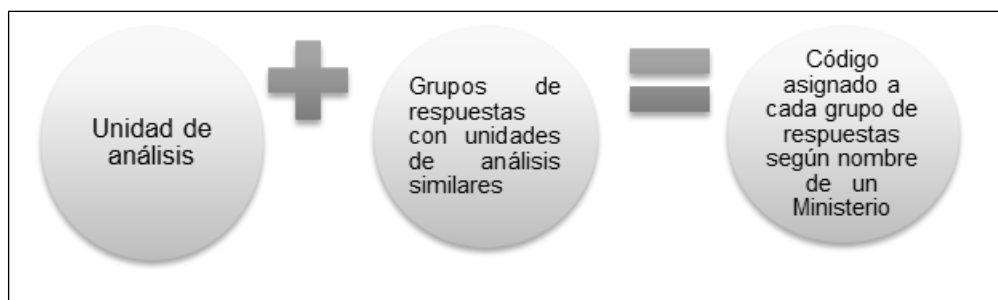 Unidad de
análisis
Grupos de
respuestas
con unidades
de análisis
similares
Código
asignado a
cada grupo de
respuestas
según nombre
de un
Ministerio